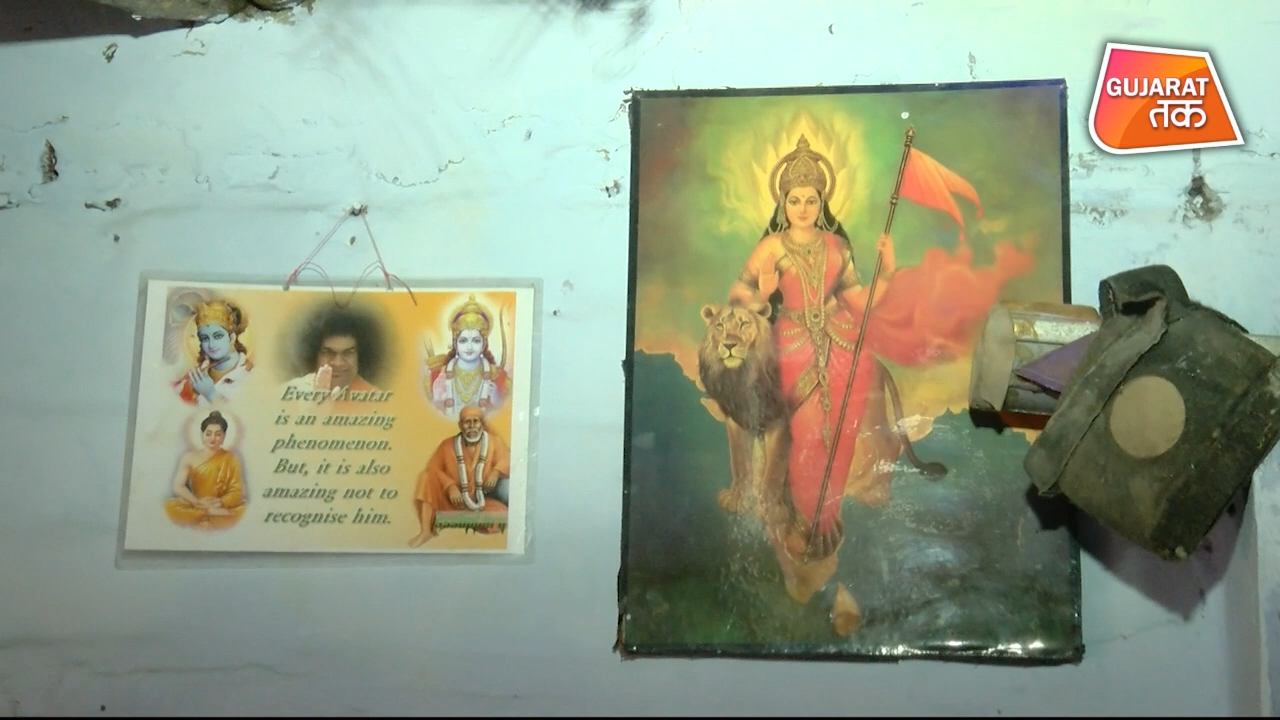 GUJARAT
तक
Every Avatar
is an amazing
phenomenon.
But, it is also
amazing not to
recognise him.